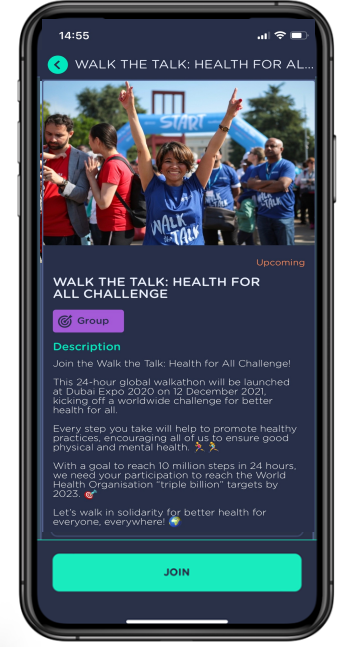 14:55
WALK THE TALK: HEALTH FOR AL...
START
WALK
THE
TALK
Upcoming
WALK THE TALK: HEALTH FOR
ALL CHALLENGE
Group
Description
Join the Walk the Talk: Health for All Challenge!
This 24-hour global walkathon will be launched
at Dubai Expo 2020 on 12 December 2021,
kicking off a worldwide challenge for better
health for all.
Every step you take will help to promote healthy
practices, encouraging all of us to ensure good
physical and mental health. 🏃 🏃
With a goal to reach 10 million steps in 24 hours,
we need your participation to reach the World
Health Organisation “triple billion” targets by
2023. 🎯
Let's walk in solidarity for better health for
everyone, everywhere! 🌍
JOIN